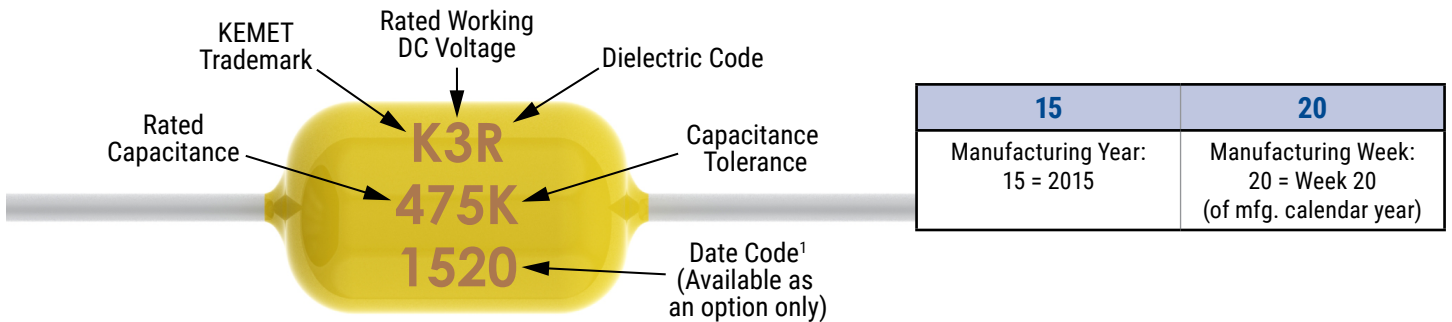 KEMET
Trademark
Rated Working
DC Voltage
Dielectric Code
Rated
Capacitance
Capacitance
Tolerance
K3R
475K
1520
Date Code¹
(Available as
an option only)
15
20
Manufacturing Year:
15 = 2015
Manufacturing Week:
20 = Week 20
(of mfg. calendar year)